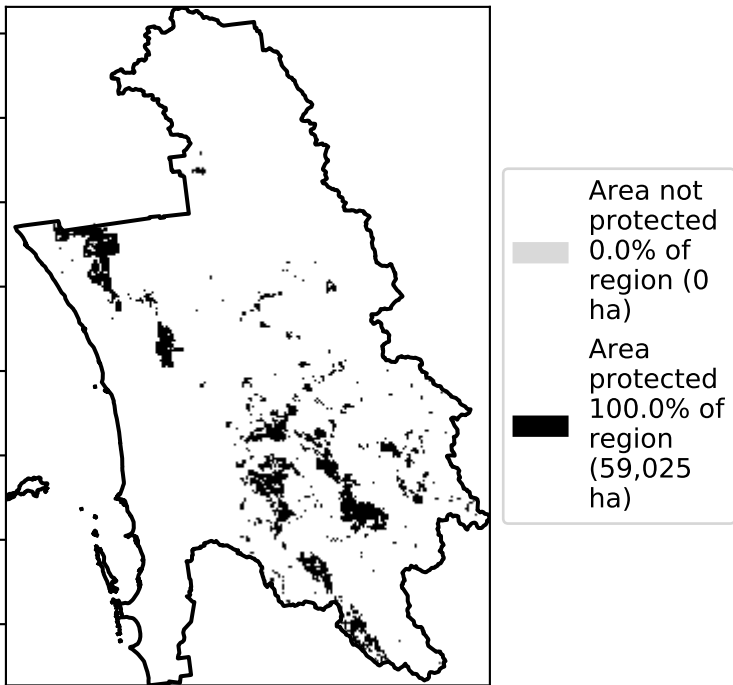 Area not
protected
0.0% of
region (0
ha)
Area
protected
100.0% of
region
(59,025
ha)